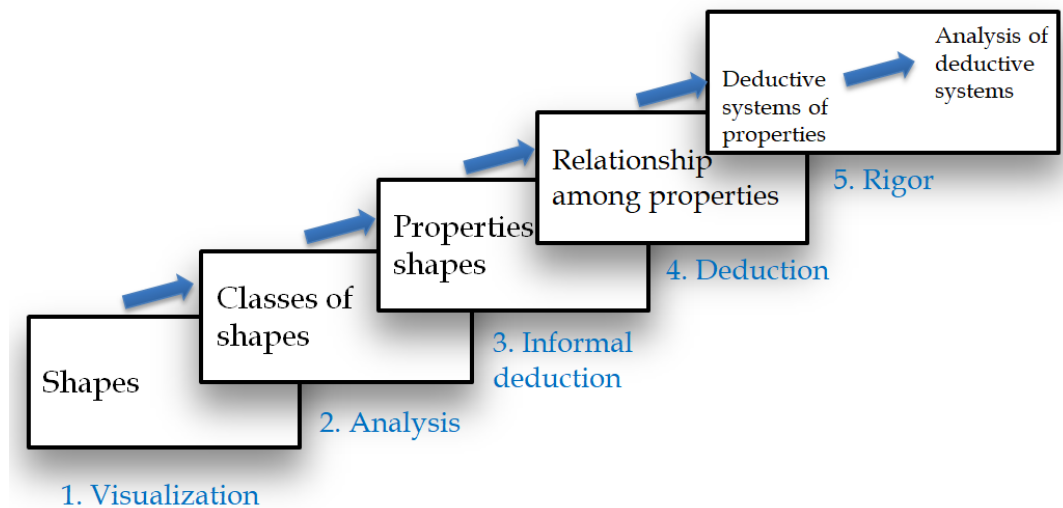 Shapes
1. Visualization
Classes of
shapes
2. Analysis
Properties
shapes
3. Informal
deduction
Relationship
among properties
4. Deduction
Deductive
systems of
properties
Analysis of
deductive
systems
5. Rigor